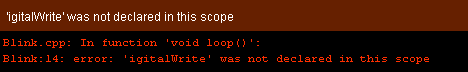 'igitalWrite' was not declared in this scope
Blink.cpp: In function 'void loop()':
Blink:14: error: 'igitalWrite' was not declared in this scope